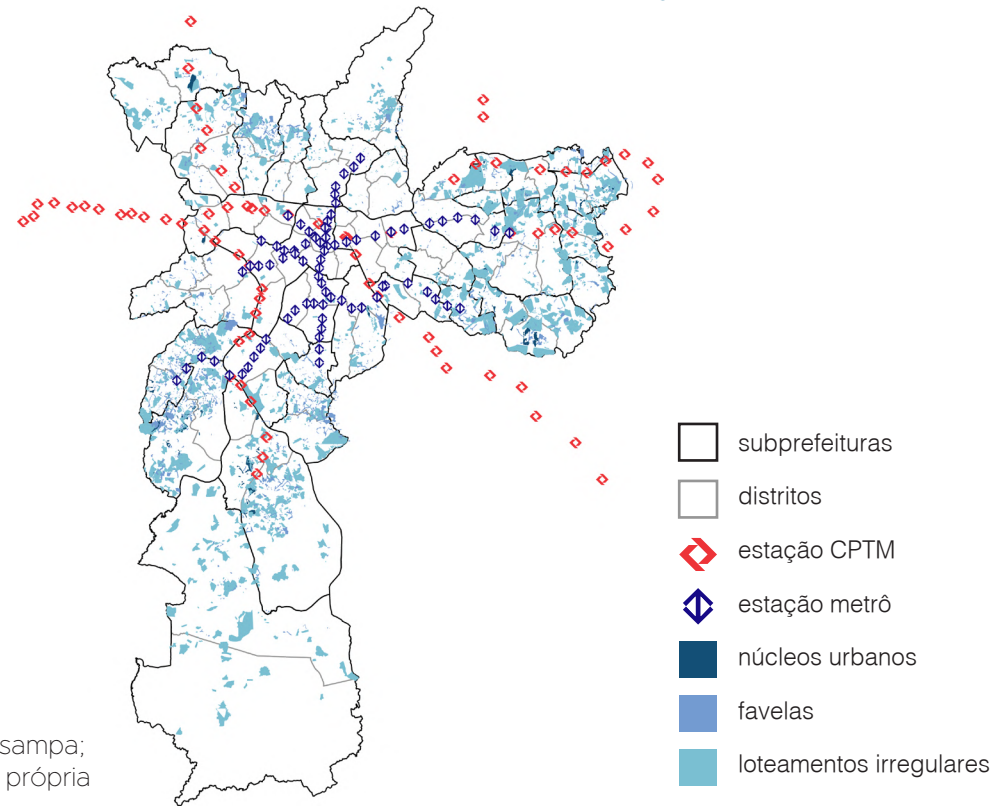 subprefeituras
distritos
estação CPTM
estação metrô
núcleos urbanos
favelas
loteamentos irregulares
sampa;
própria